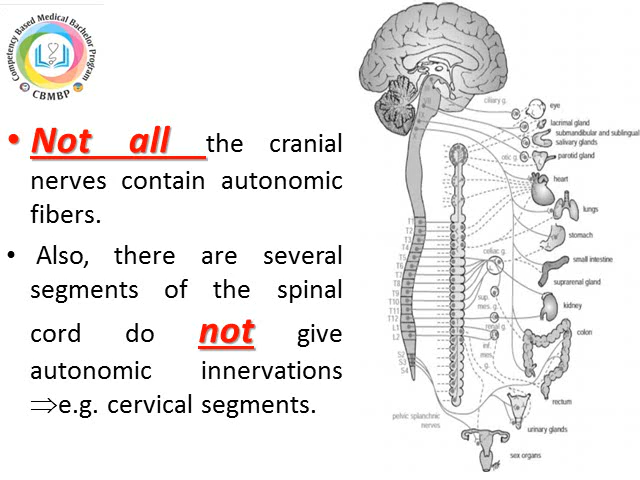 Competency Based Medical Bachelor Program
CBMBP
• Not all the cranial
nerves contain autonomic
fibers.
• Also, there are several
segments of the spinal
cord do not give
autonomic innervations
⇒e.g. cervical segments.
ciliary g.
eye
lacrimal gland
submandibular and sublingual
salivary glands
otic g.
parotid gland
heart
lungs
stomach
small intestine
suprarenal gland
kidney
colon
rectum
urinary glands
sex organs
celiac g.
sup.
mes. g.
renal g.
inf.
mes.
g.
pelvic splanchnic
nerves
T1
T2
T3
T4
T5
T6
T7
T8
T9
T10
T11
T12
L1
L2
S2
S3
S4